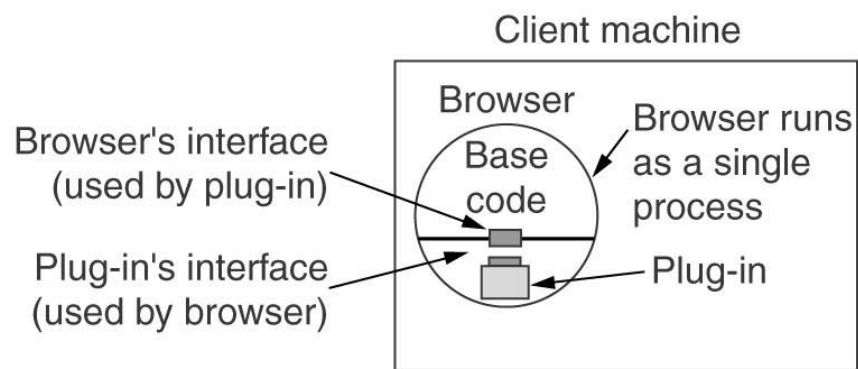 Client machine
Browser
Browser's interface
(used by plug-in)
Base
code
Browser runs
as a single
process
Plug-in's interface
(used by browser)
Plug-in